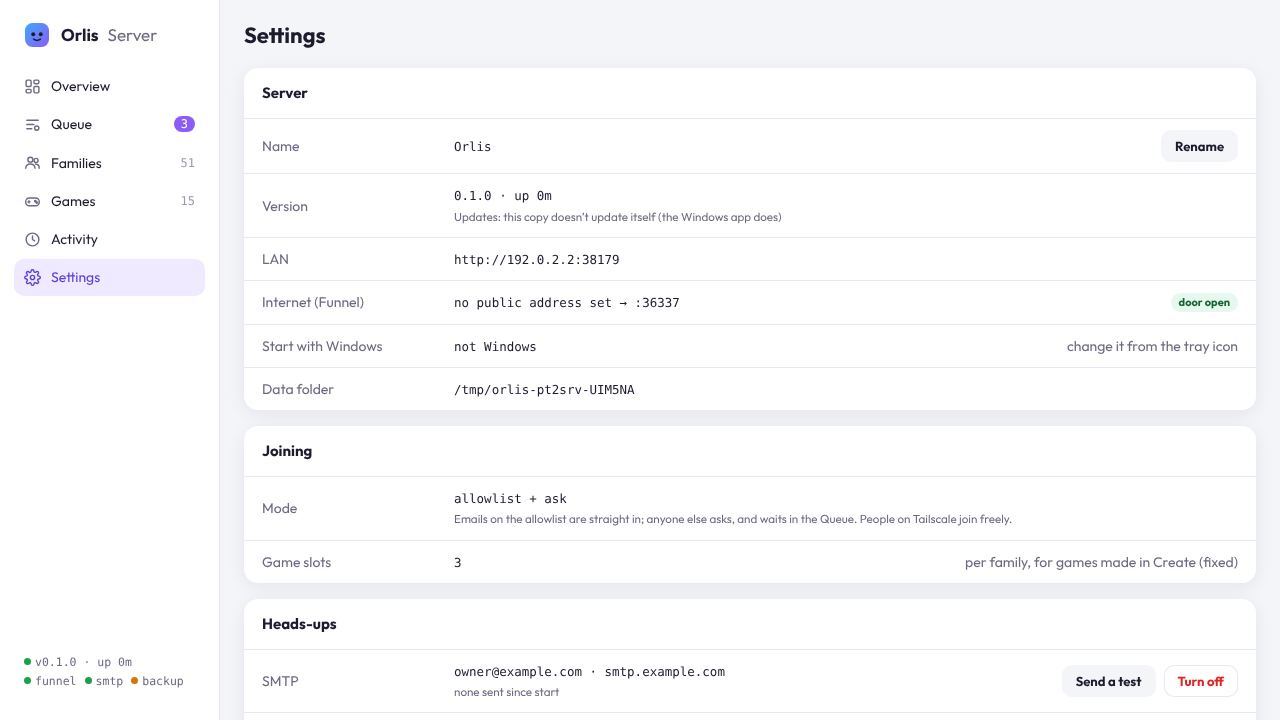 Orlis Server
Overview
Queue 3
Families 51
Games 15
Activity
Settings
v0.1.0 · up 0m
funnel smtp backup
Settings
Server
Name Orlis Rename
Version 0.1.0 · up 0m
Updates: this copy doesn't update itself (the Windows app does)
LAN http://192.0.2.2:38179
Internet (Funnel) no public address set → :36337 door open
Start with Windows not Windows change it from the tray icon
Data folder /tmp/orlis-pt2srv-UIM5NA
Joining
Mode allowlist + ask
Emails on the allowlist are straight in; anyone else asks, and waits in the Queue. People on Tailscale join freely.
Game slots 3 per family, for games made in Create (fixed)
Heads-ups
SMTP owner@example.com · smtp.example.com Send a test Turn off
none sent since start